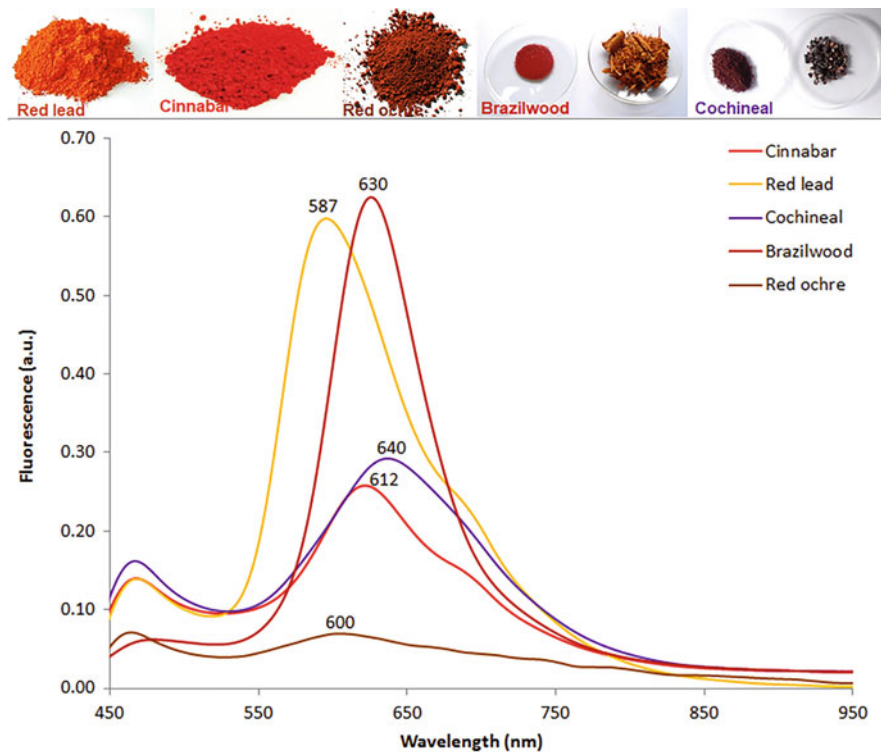 Red lead
Cinnabar
Red ochre
Brazilwood
Cochineal
0.70
0.60
0.50
0.40
0.30
0.20
0.10
0.00
Fluorescence (a.u.)
587
630
640
612
600
Cinnabar
Red lead
Cochineal
Brazilwood
Red ochre
450
550
650
750
850
950
Wavelength (nm)